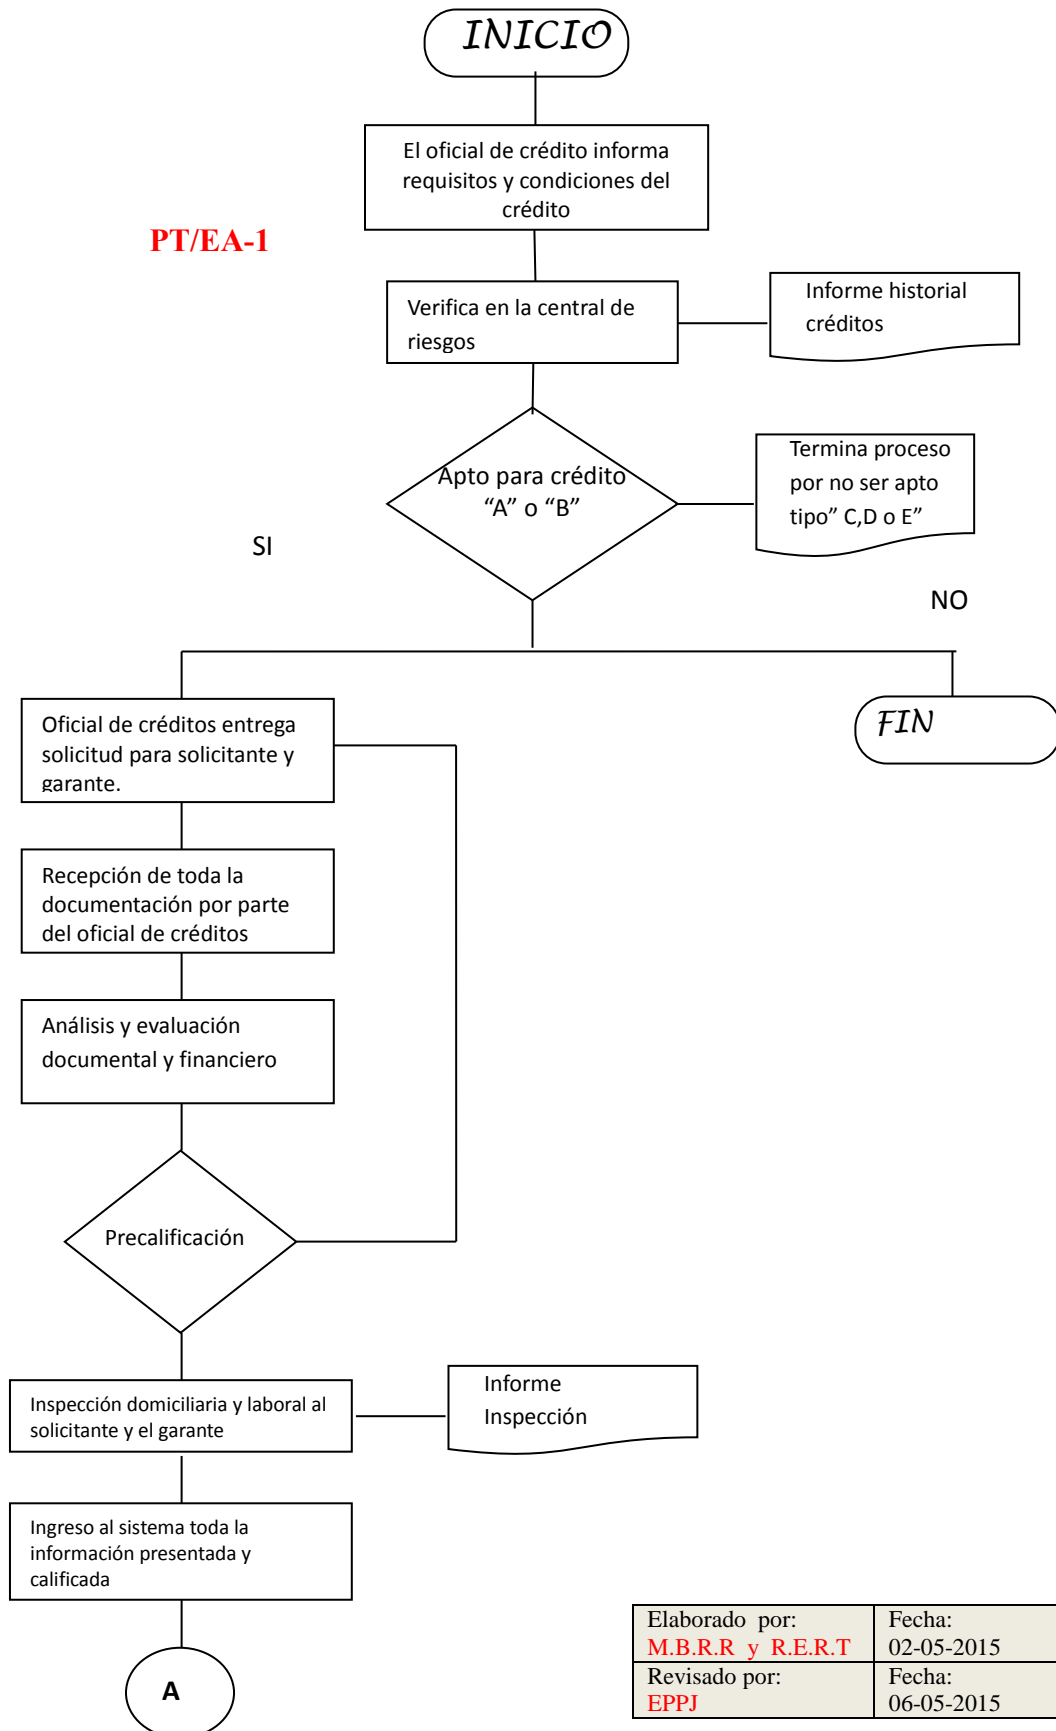 INICIO
El oficial de crédito informa
requisitos y condiciones del
crédito
PT/EA-1
Verifica en la central de
riesgos
Informe historial
créditos
Apto para crédito
“A” o “B”
Termina proceso
por no ser apto
tipo” C,D o E”
SI
NO
Oficial de créditos entrega
solicitud para solicitante y
garante.
FIN
Recepción de toda la
documentación por parte
del oficial de créditos
Análisis y evaluación
documental y financiero
Precalificación
Inspección domiciliaria y laboral al
solicitante y el garante
Informe
Inspección
Ingreso al sistema toda la
información presentada y
calificada
A
Elaborado por:
M.B.R.R y R.E.R.T
Fecha:
02-05-2015
Revisado por:
EPPJ
Fecha:
06-05-2015